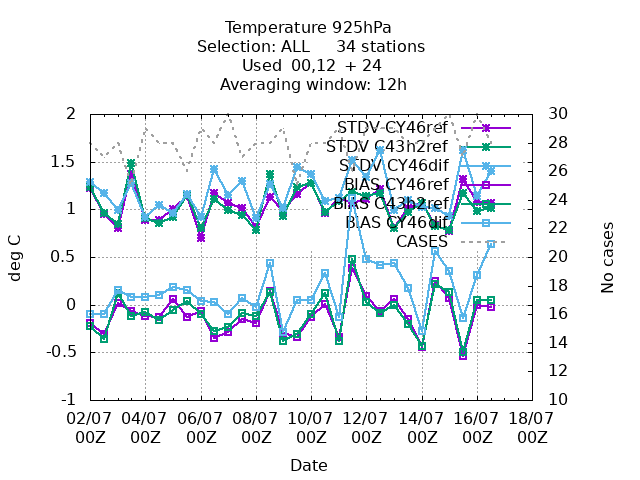 Temperature 925hPa
Selection: ALL 34 stations
Used 00,12 + 24
Averaging window: 12h
2
1.5
1
0.5
0
-0.5
-1
deg C
30
28
26
24
22
20
18
16
14
12
10
No cases
STDV CY46ref
STDV C43h2ref
STDV CY46dif
BIAS CY46ref
BIAS C43h2ref
BIAS CY46dif
CASES
02/07 04/07 06/07 08/07 10/07 12/07 14/07 16/07 18/07
00Z 00Z 00Z 00Z 00Z 00Z 00Z 00Z 00Z
Date